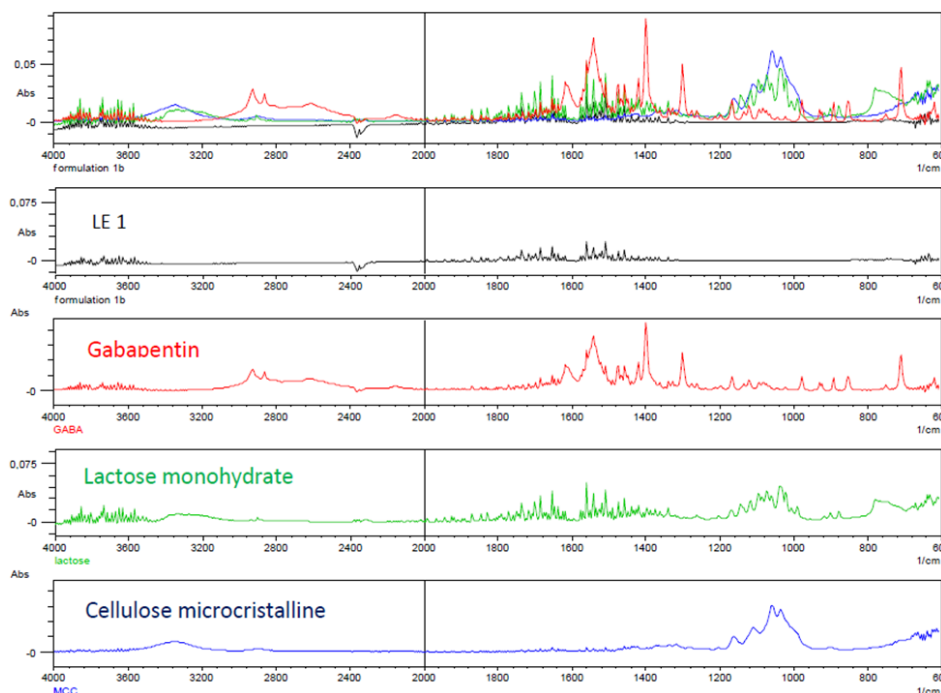 0,05
Abs
-0
4000 3600 3200 2800 2400 2000 1800 1600 1400 1200 1000 800 60
formulation 1b 1/cm
0,075
Abs
-0
LE 1
4000 3600 3200 2800 2400 2000 1800 1600 1400 1200 1000 800 60
formulation 1b 1/cm
Abs
Gabapentin
-0
4000 3600 3200 2800 2400 2000 1800 1600 1400 1200 1000 800 60
GABA 1/cm
0,075
Abs
-0
Lactose monohydrate
4000 3600 3200 2800 2400 2000 1800 1600 1400 1200 1000 800 60
lactose 1/cm
Abs
Cellulose microcristalline
-0
4000 3600 3200 2800 2400 2000 1800 1600 1400 1200 1000 800 60
MCC 1/cm